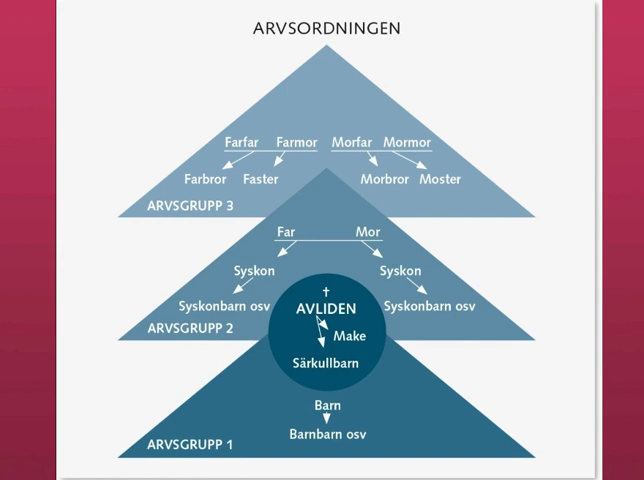 ARVSORDNINGEN
Farfar Farmor Morfar Mormor
Farbror Faster Morbror Moster
ARVSGRUPP 3
Far Mor
Syskon Syskon
†
Syskonbarn osv AVLIDEN Syskonbarn osv
ARVSGRUPP 2
Make
Särkullbarn
Barn
Barnbarn osv
ARVSGRUPP 1